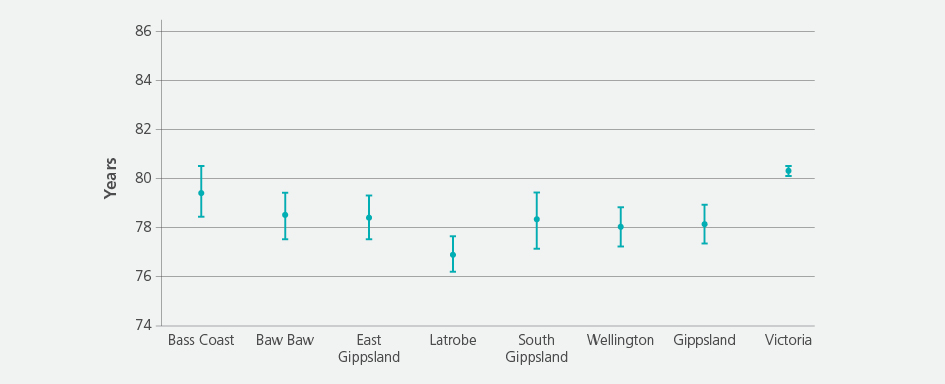 86
84
82
80
78
76
74
Years
Bass Coast
Baw Baw
East
Gippsland
Latrobe
South
Gippsland
Wellington
Gippsland
Victoria